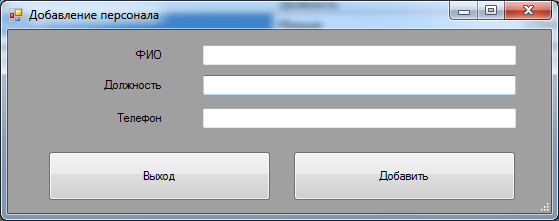 Добавление персонала
ФИО
Должность
Телефон
Выход
Добавить